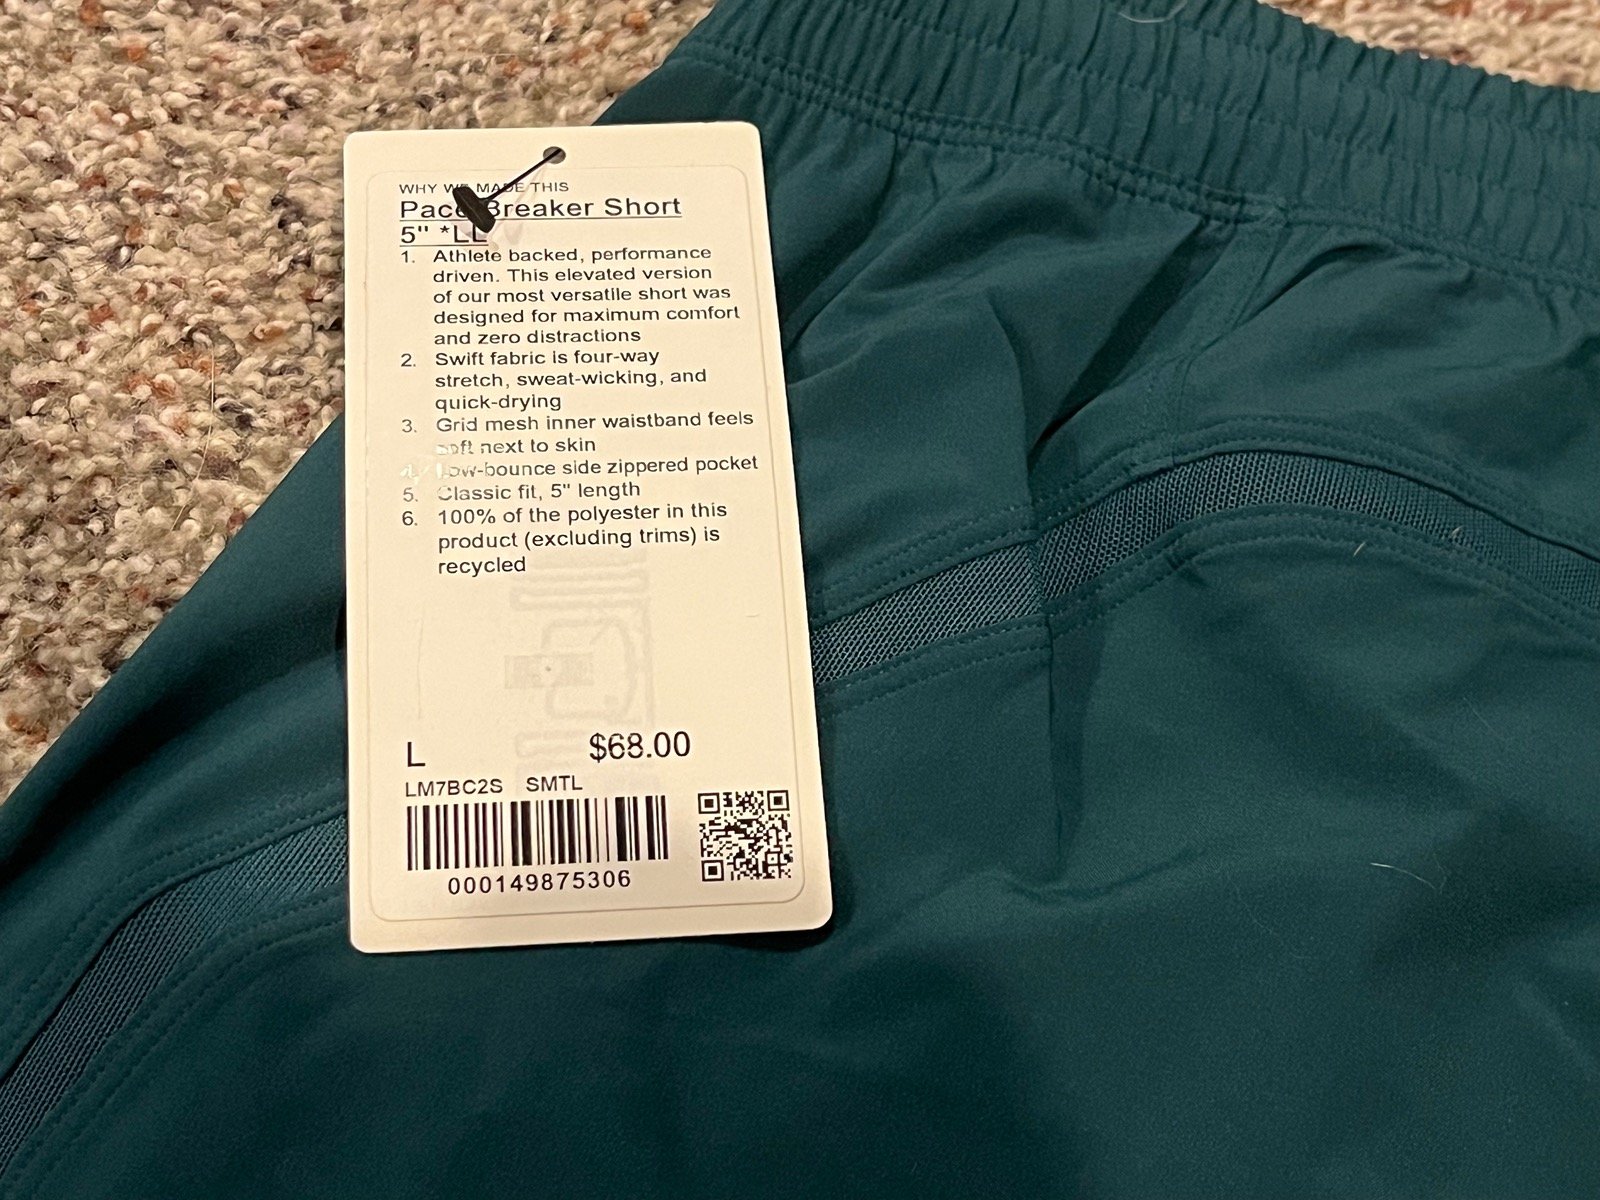 WHY WE MADE THIS
Pace Breaker Short
5" *LL
1. Athlete backed, performance
driven. This elevated version
of our most versatile short was
designed for maximum comfort
and zero distractions
2. Swift fabric is four-way
stretch, sweat-wicking, and
quick-drying
3. Grid mesh inner waistband feels
soft next to skin
4. Low-bounce side zippered pocket
5. Classic fit, 5" length
6. 100% of the polyester in this
product (excluding trims) is
recycled
L $68.00
LM7BC2S SMTL
000149875306